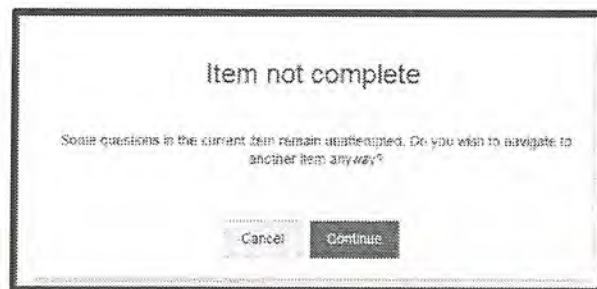 Item not complete
Some questions in the current item remain unattempted. Do you wish to navigate to
another item anyway?
Cancel
Continue